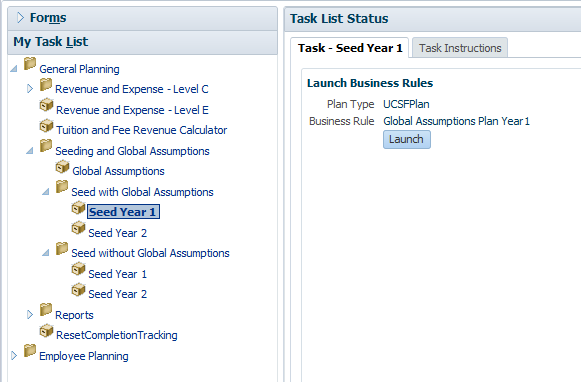 Forms
My Task List
General Planning
Revenue and Expense - Level C
Revenue and Expense - Level E
Tuition and Fee Revenue Calculator
Seeding and Global Assumptions
Global Assumptions
Seed with Global Assumptions
Seed Year 1
Seed Year 2
Seed without Global Assumptions
Seed Year 1
Seed Year 2
Reports
ResetCompletionTracking
Employee Planning
Task List Status
Task - Seed Year 1 Task Instructions
Launch Business Rules
Plan Type UCSFPlan
Business Rule Global Assumptions Plan Year1
Launch